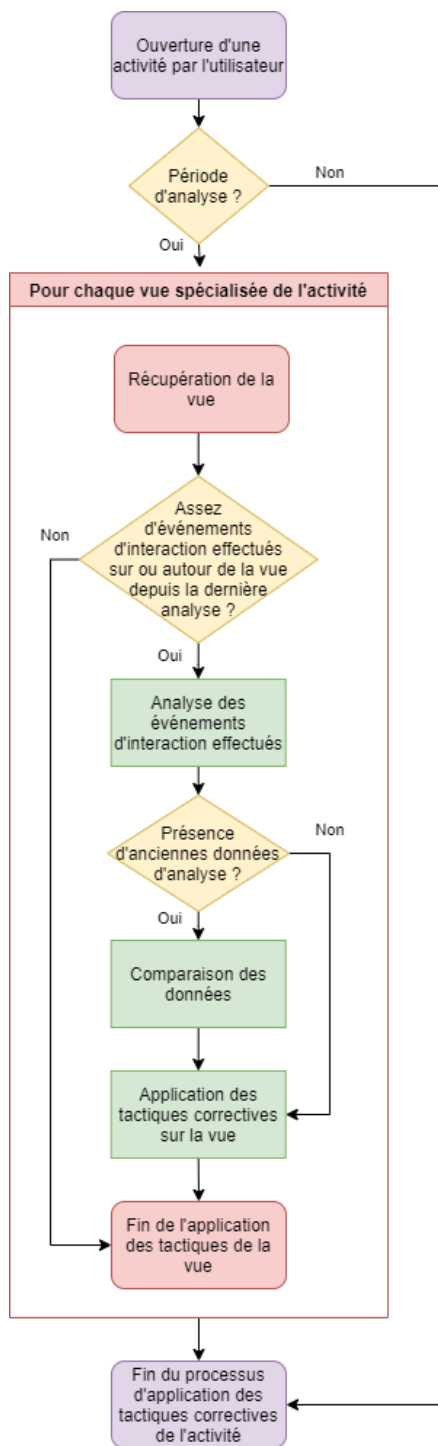 Ouverture d'une
activité par l'utilisateur
Période
d'analyse ?
Non
Oui
Pour chaque vue spécialisée de l'activité
Récupération de la
vue
Assez
d'événements
d'interaction effectués
sur ou autour de la vue
depuis la dernière
analyse ?
Non
Oui
Analyse des
événements
d'interaction effectués
Présence
d'anciennes données
d'analyse ?
Non
Oui
Comparaison des
données
Application des
tactiques correctives
sur la vue
Fin de l'application
des tactiques de la
vue
Fin du processus
d'application des
tactiques correctives
de l'activité